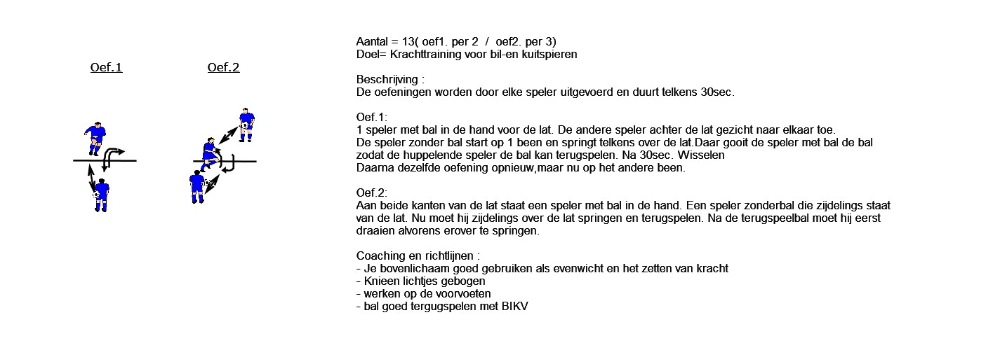 Oef.1
Oef.2
Aantal = 13( oef1. per 2  /  oef2. per 3)
Doel= Krachttraining voor bil-en kuitspieren
Beschrijving :
De oefeningen worden door elke speler uitgevoerd en duurt telkens 30sec.
Oef.1:
1 speler met bal in de hand voor de lat. De andere speler achter de lat gezicht naar elkaar toe.
De speler zonder bal start op 1 been en springt telkens over de lat.Daar gooit de speler met bal de bal
zodat de huppelende speler de bal kan terugspelen. Na 30sec. Wisselen
Daarna dezelfde oefening opnieuw,maar nu op het andere been.
Oef.2:
Aan beide kanten van de lat staat een speler met bal in de hand. Een speler zonderbal die zijdelings staat
van de lat. Nu moet hij zijdelings over de lat springen en terugspelen. Na de terugspeelbal moet hij eerst
draaien alvorens erover te springen.
Coaching en richtlijnen :
- Je bovenlichaam goed gebruiken als evenwicht en het zetten van kracht
- Knieen lichtjes gebogen
- werken op de voorvoeten
- bal goed tergugspelen met BIKV